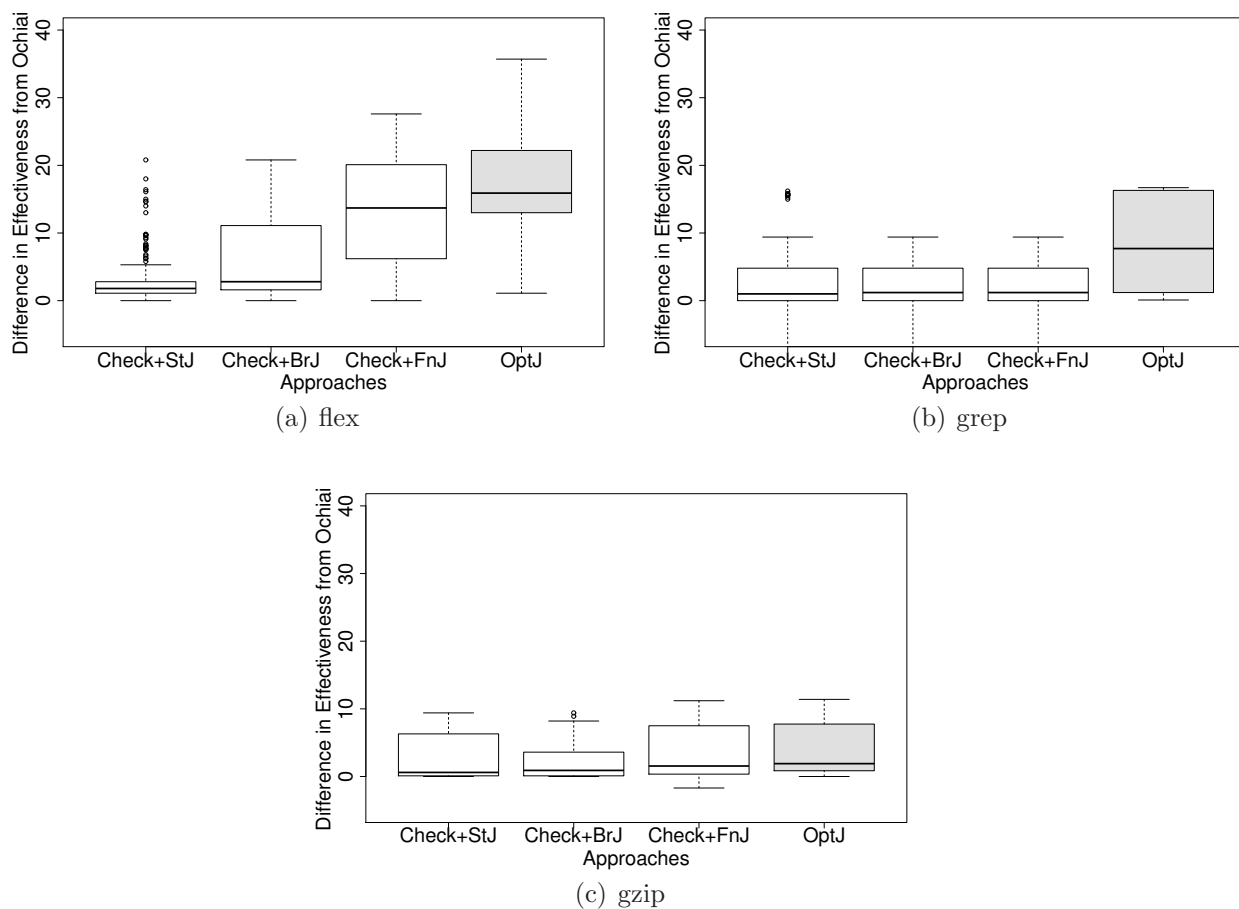 Difference in Effectiveness from Ochiai
40
30
20
10
0
Check+StJ Check+BrJ Check+FnJ OptJ
Approaches
(a) flex
Difference in Effectiveness from Ochiai
40
30
20
10
0
Check+StJ Check+BrJ Check+FnJ OptJ
Approaches
(b) grep
Difference in Effectiveness from Ochiai
40
30
20
10
0
Check+StJ Check+BrJ Check+FnJ OptJ
Approaches
(c) gzip